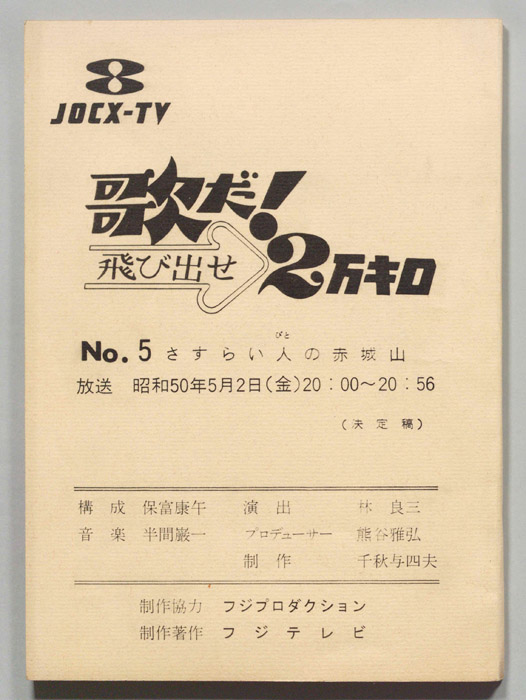 JOCX-TV
歌だ!
飛び出せ
2万キロ
No.5 さすらい人の赤城山
びと
放送 昭和50年5月2日(金)20:00~20:56
(決定稿)
構成 保富康午 演出 林良三
音楽 半間巌一 プロデューサー 熊谷雅弘
制作 千秋与四夫
制作協力 フジプロダクション
制作著作 フジテレビ